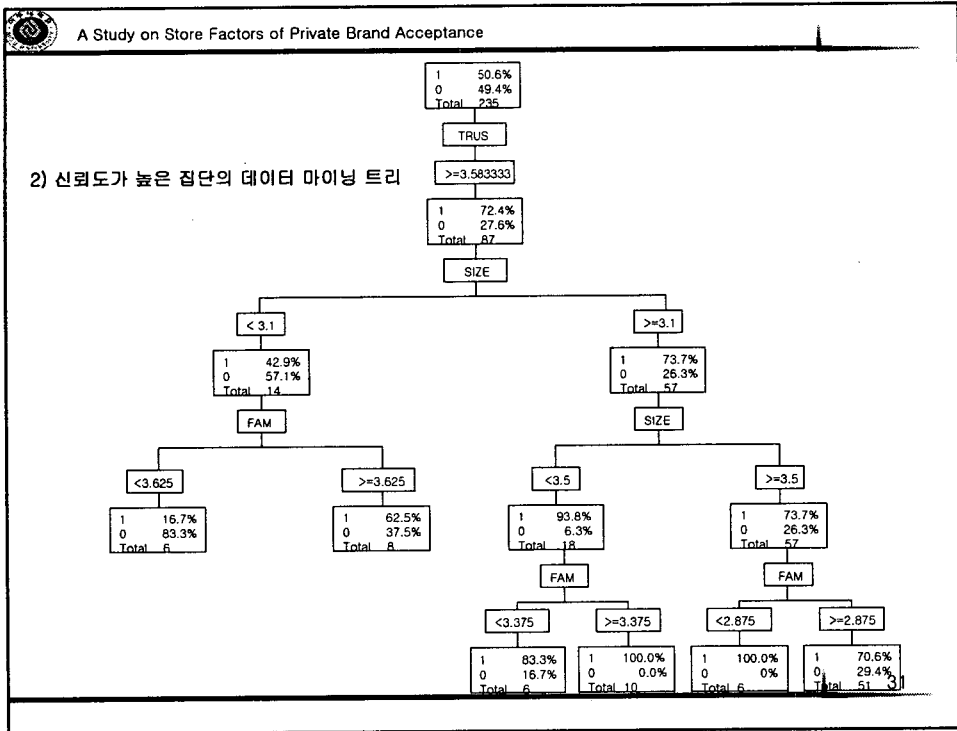 A Study on Store Factors of Private Brand Acceptance
1 50.6%
0 49.4%
Total 235
TRUS
2) 신뢰도가 높은 집단의 데이터 마이닝 트리
>=3.583333
1 72.4%
0 27.6%
Total 87
SIZE
< 3.1
>=3.1
1 42.9%
0 57.1%
Total 14
1 73.7%
0 26.3%
Total 57
FAM
SIZE
<3.625
>=3.625
<3.5
>=3.5
1 16.7%
0 83.3%
Total 6
1 62.5%
0 37.5%
Total 8
1 93.8%
0 6.3%
Total 18
1 73.7%
0 26.3%
Total 57
FAM
FAM
<3.375
>=3.375
<2.875
>=2.875
1 83.3%
0 16.7%
Total 6
1 100.0%
0 0.0%
Total 10
1 100.0%
0 0%
Total 6
1 70.6%
0 29.4%
Total 51
31